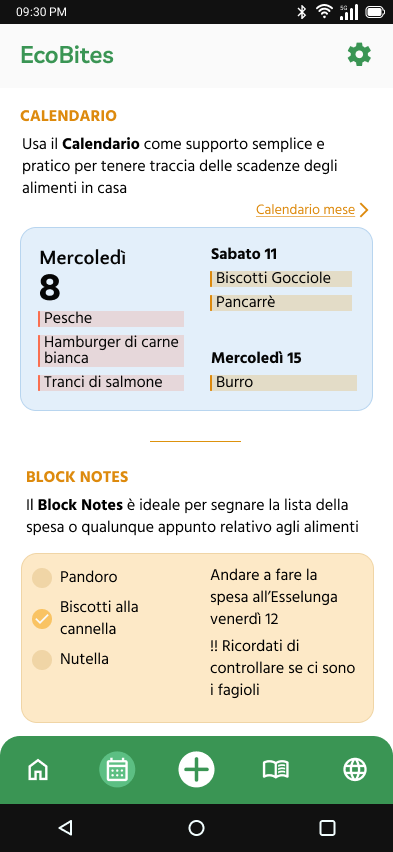 09:30 PM
5G
EcoBites
CALENDARIO
Usa il Calendario come supporto semplice e
pratico per tenere traccia delle scadenze degli
alimenti in casa
Calendario mese
Mercoledì
8
Pesche
Hamburger di carne
bianca
Tranci di salmone
Sabato 11
Biscotti Gocciole
Pancarrè
Mercoledì 15
Burro
BLOCK NOTES
Il Block Notes è ideale per segnare la lista della
spesa o qualunque appunto relativo agli alimenti
Pandoro
Biscotti alla
cannella
Nutella
Andare a fare la
spesa all’Esselunga
venerdì 12
!! Ricordati di
controllare se ci sono
i fagioli